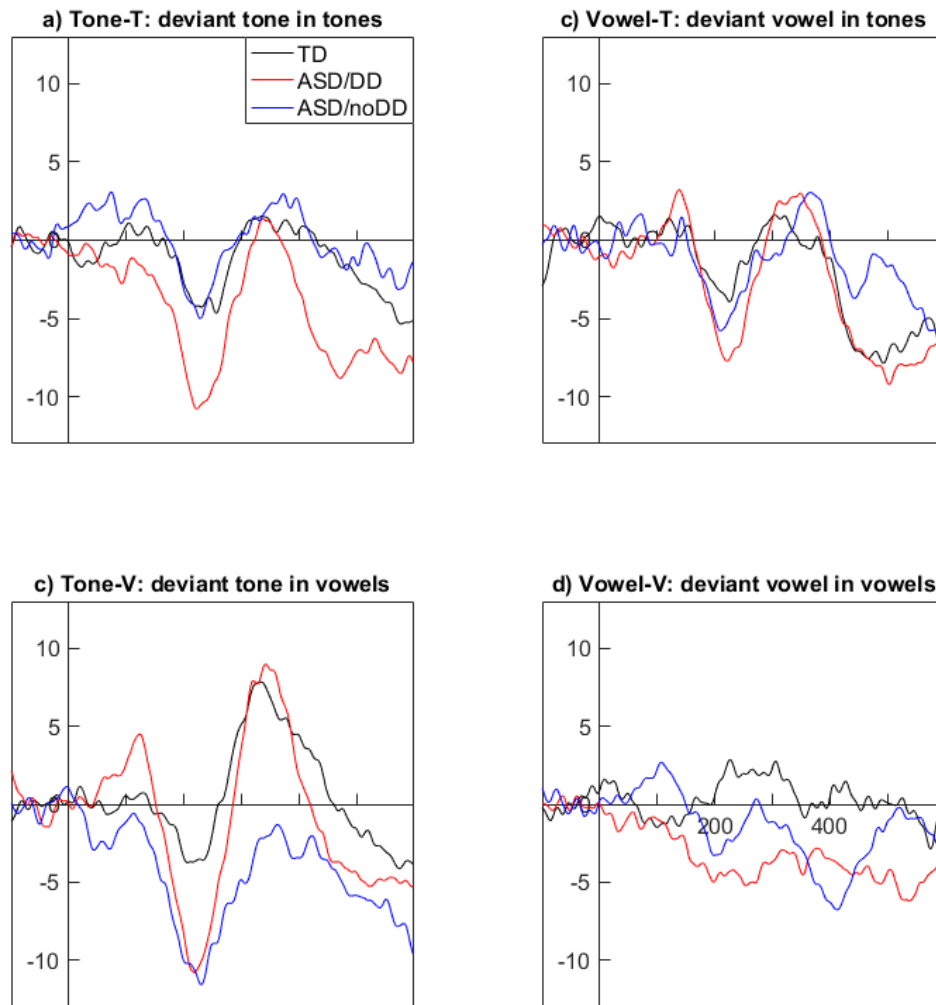 a) Tone-T: deviant tone in tones
TD
ASD/DD
ASD/noDD
10
5
-5
-10
c) Vowel-T: deviant vowel in tones
10
5
-5
-10
c) Tone-V: deviant tone in vowels
10
5
-5
-10
d) Vowel-V: deviant vowel in vowels
10
5
200 400
-5
-10